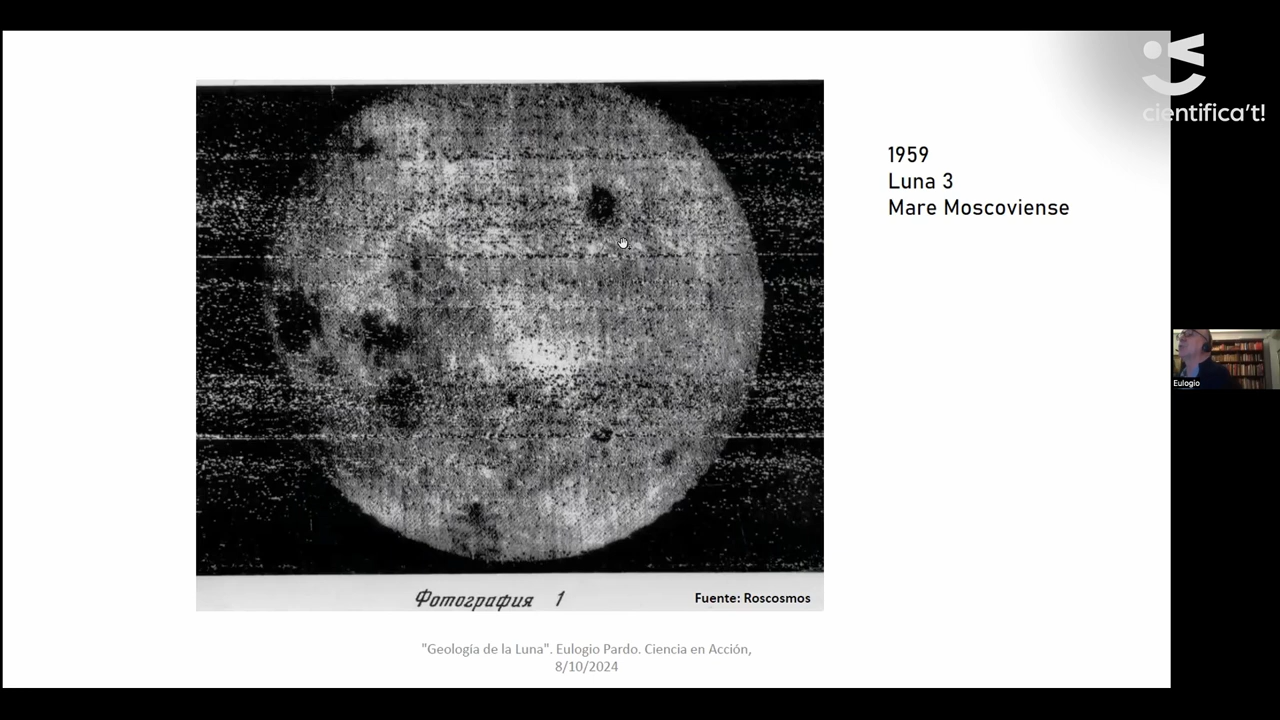 cientifica't!
1959
Luna 3
Mare Moscoviense
Фотография 1
Fuente: Roscosmos
"Geología de la Luna". Eulogio Pardo. Ciencia en Acción,
8/10/2024
Eulogio